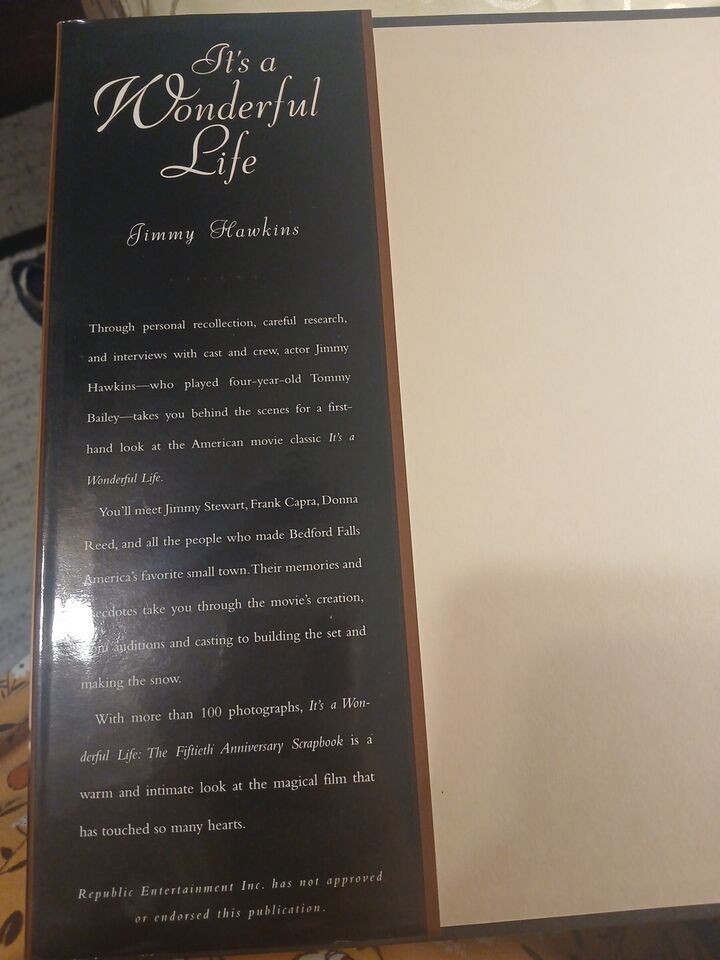 It's a
Wonderful
Life
Jimmy Hawkins
Through personal recollection, careful research,
and interviews with cast and crew, actor Jimmy
Hawkins—who played four-year-old Tommy
Bailey—takes you behind the scenes for a first-
hand look at the American movie classic It's a
Wonderful Life.
You'll meet Jimmy Stewart, Frank Capra, Donna
Reed, and all the people who made Bedford Falls
America's favorite small town. Their memories and
anecdotes take you through the movie's creation,
from auditions and casting to building the set and
making the snow.
With more than 100 photographs, It's a Won-
derful Life: The Fiftieth Anniversary Scrapbook is a
warm and intimate look at the magical film that
has touched so many hearts.
Republic Entertainment Inc. has not approved
or endorsed this publication.